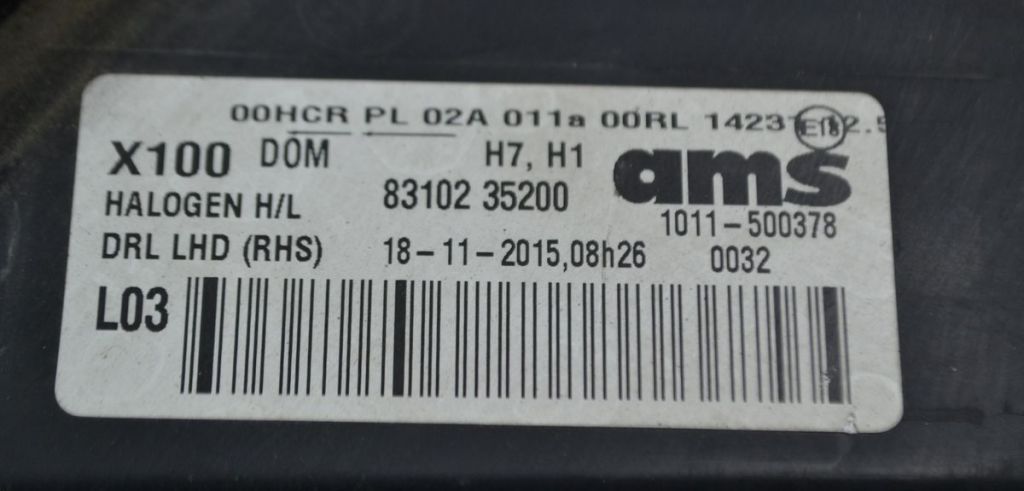 00HCR PL 02A 011a 00RL E18
X100 DOM H7, H1 ams
HALOGEN H/L 83102 35200 1011-500378
DRL LHD (RHS) 18-11-2015,08h26 0032
L03